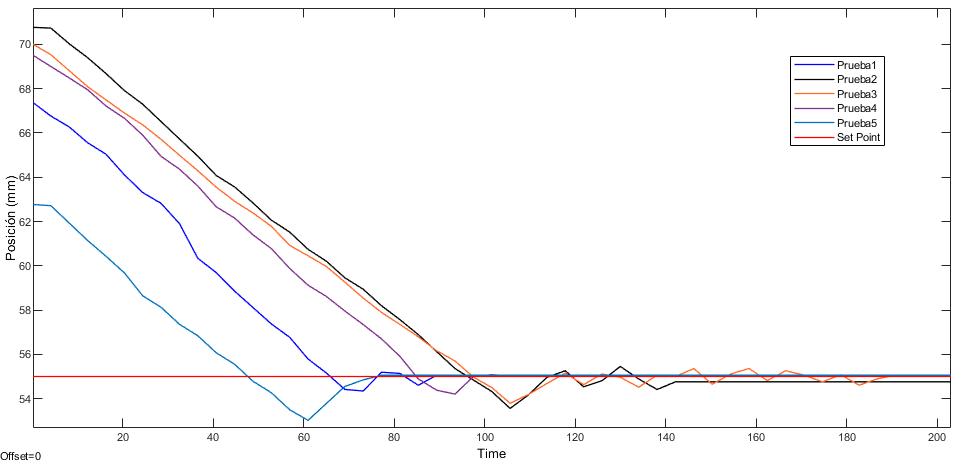 70
68
66
64
62
60
58
56
54
Posición (mm)
Prueba1
Prueba2
Prueba3
Prueba4
Prueba5
Set Point
20
40
60
80
100
120
140
160
180
200
Time
Offset=0